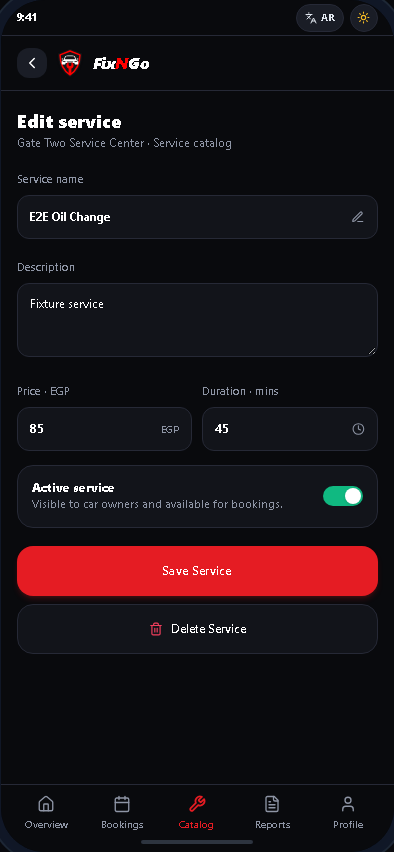 9:41
AR
FixNGo
Edit service
Gate Two Service Center · Service catalog
Service name
E2E Oil Change
Description
Fixture service
Price · EGP
Duration · mins
85
EGP
45
Active service
Visible to car owners and available for bookings.
Save Service
Delete Service
Overview
Bookings
Catalog
Reports
Profile